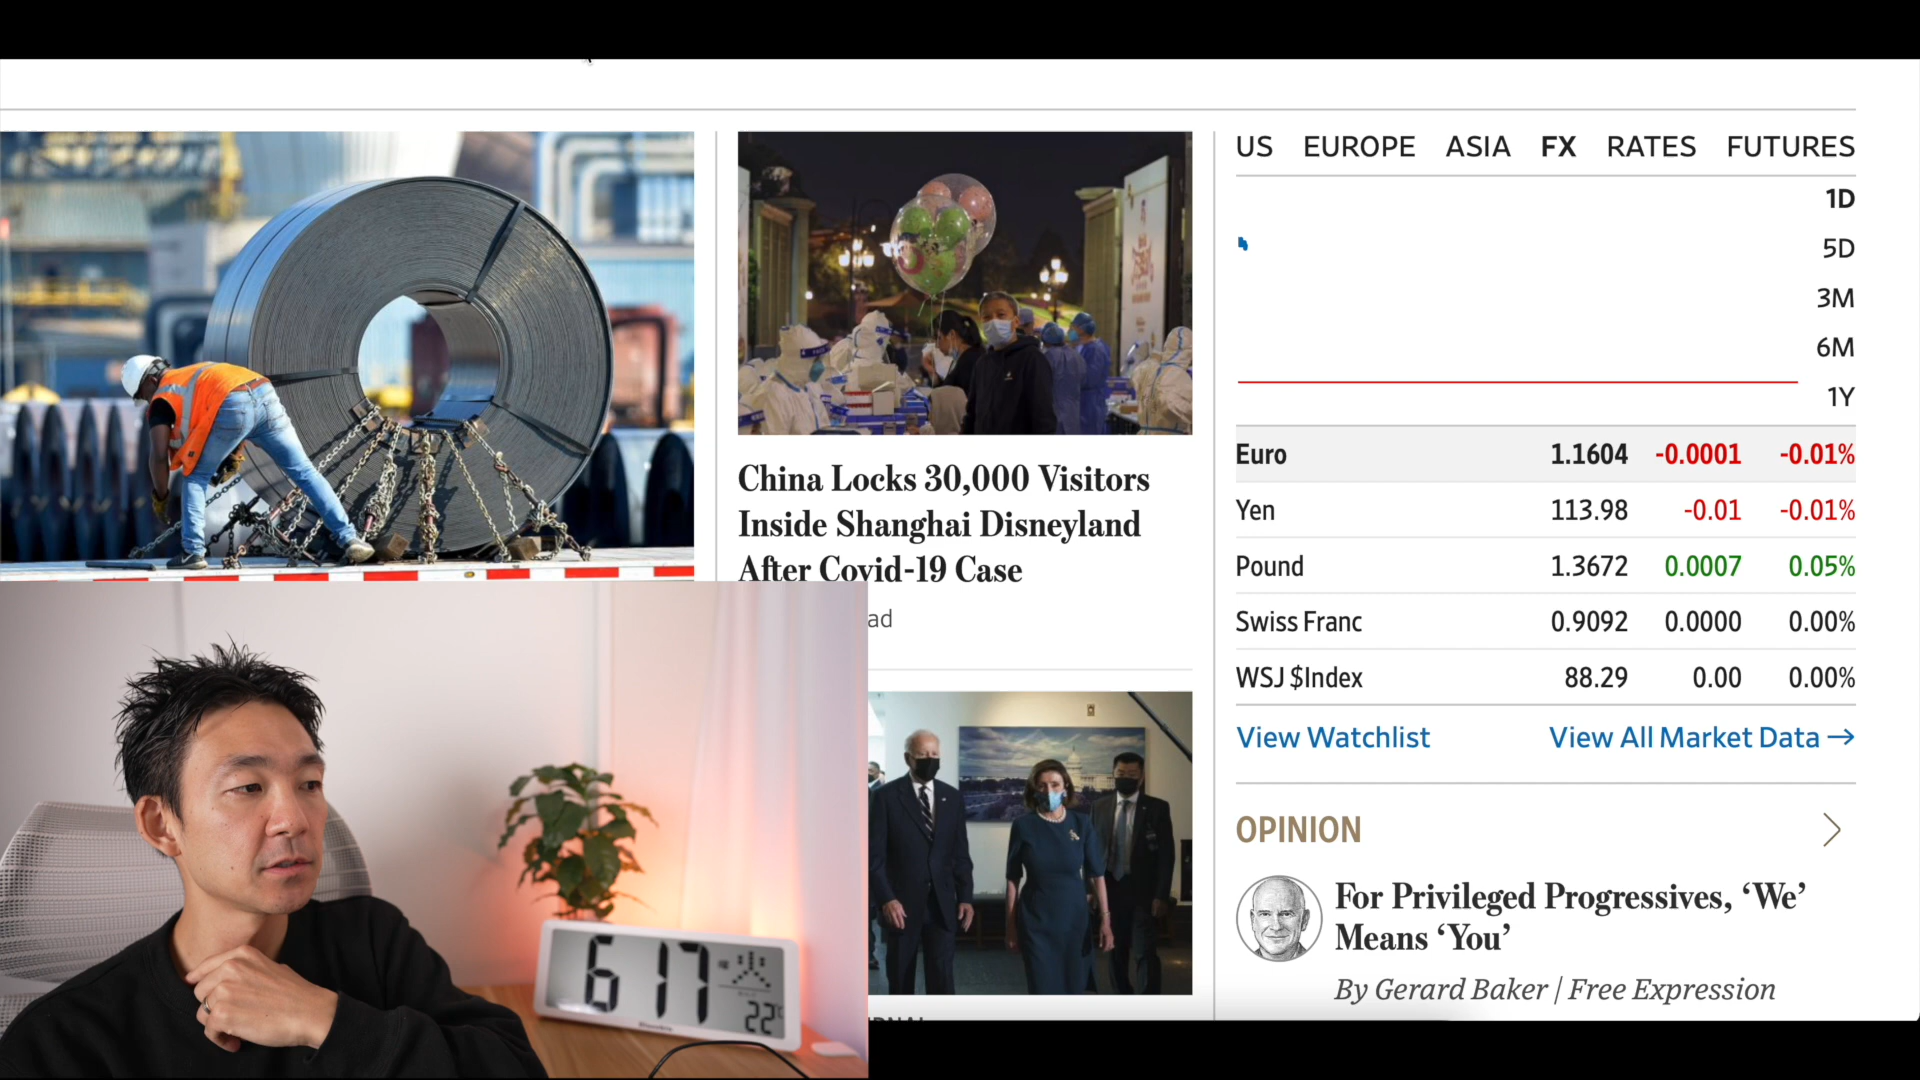 US EUROPE ASIA FX RATES FUTURES
1D
5D
3M
6M
1Y
Euro 1.1604 -0.0001 -0.01%
Yen 113.98 -0.01 -0.01%
Pound 1.3672 0.0007 0.05%
Swiss Franc 0.9092 0.0000 0.00%
WSJ $Index 88.29 0.00 0.00%
View Watchlist View All Market Data →
China Locks 30,000 Visitors
Inside Shanghai Disneyland
After Covid-19 Case
ad
OPINION
For Privileged Progressives, ‘We’
Means ‘You’
By Gerard Baker | Free Expression
6 17
22℃